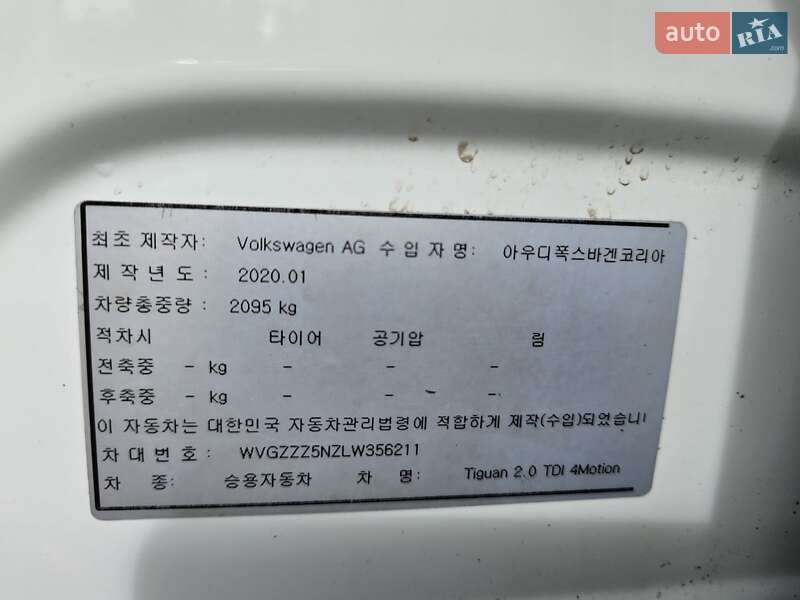 auto RIA.com
최초 제작자: Volkswagen AG 수 입 자 명: 아우디폭스바겐코리아
제 작 년 도 : 2020.01
차량총중량 : 2095 kg
적차시 타이어 공기압 림
전축중 - kg - - -
후축중 - kg - - -
이 자동차는 대한민국 자동차관리법령에 적합하게 제작(수입)되었습니
차 대 번 호 : WVGZZZ5NZLW356211
차 종: 승용자동차 차 명: Tiguan 2.0 TDI 4Motion